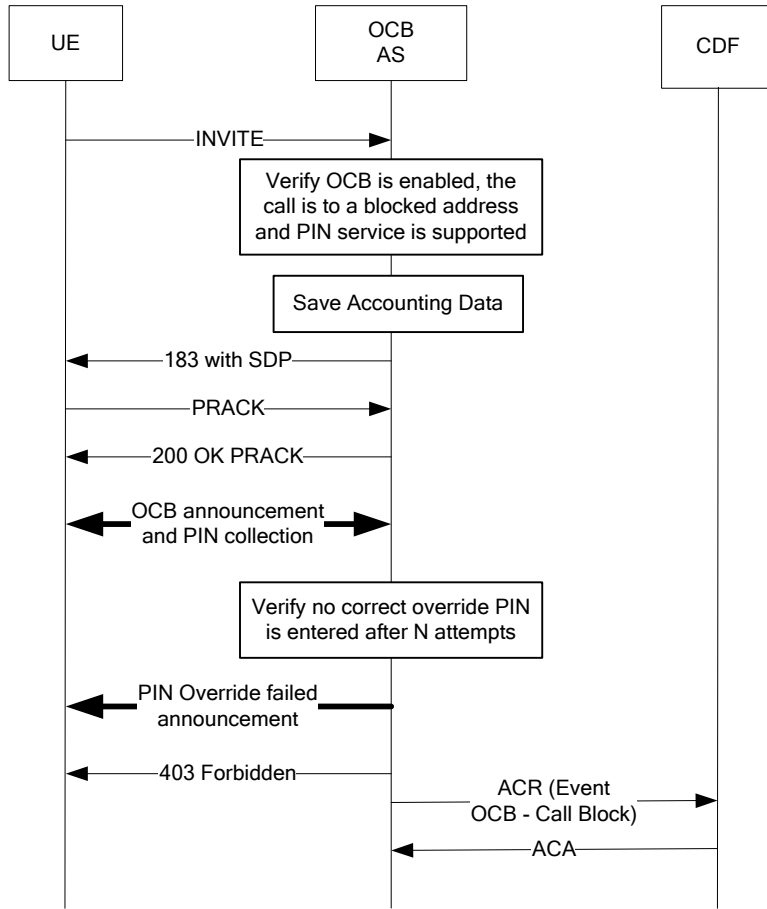 UE
OCB
AS
CDF
INVITE
Verify OCB is enabled, the
call is to a blocked address
and PIN service is supported
Save Accounting Data
183 with SDP
PRACK
200 OK PRACK
OCB announcement
and PIN collection
Verify no correct override PIN
is entered after N attempts
PIN Override failed
announcement
403 Forbidden
ACR (Event
OCB - Call Block)
ACA